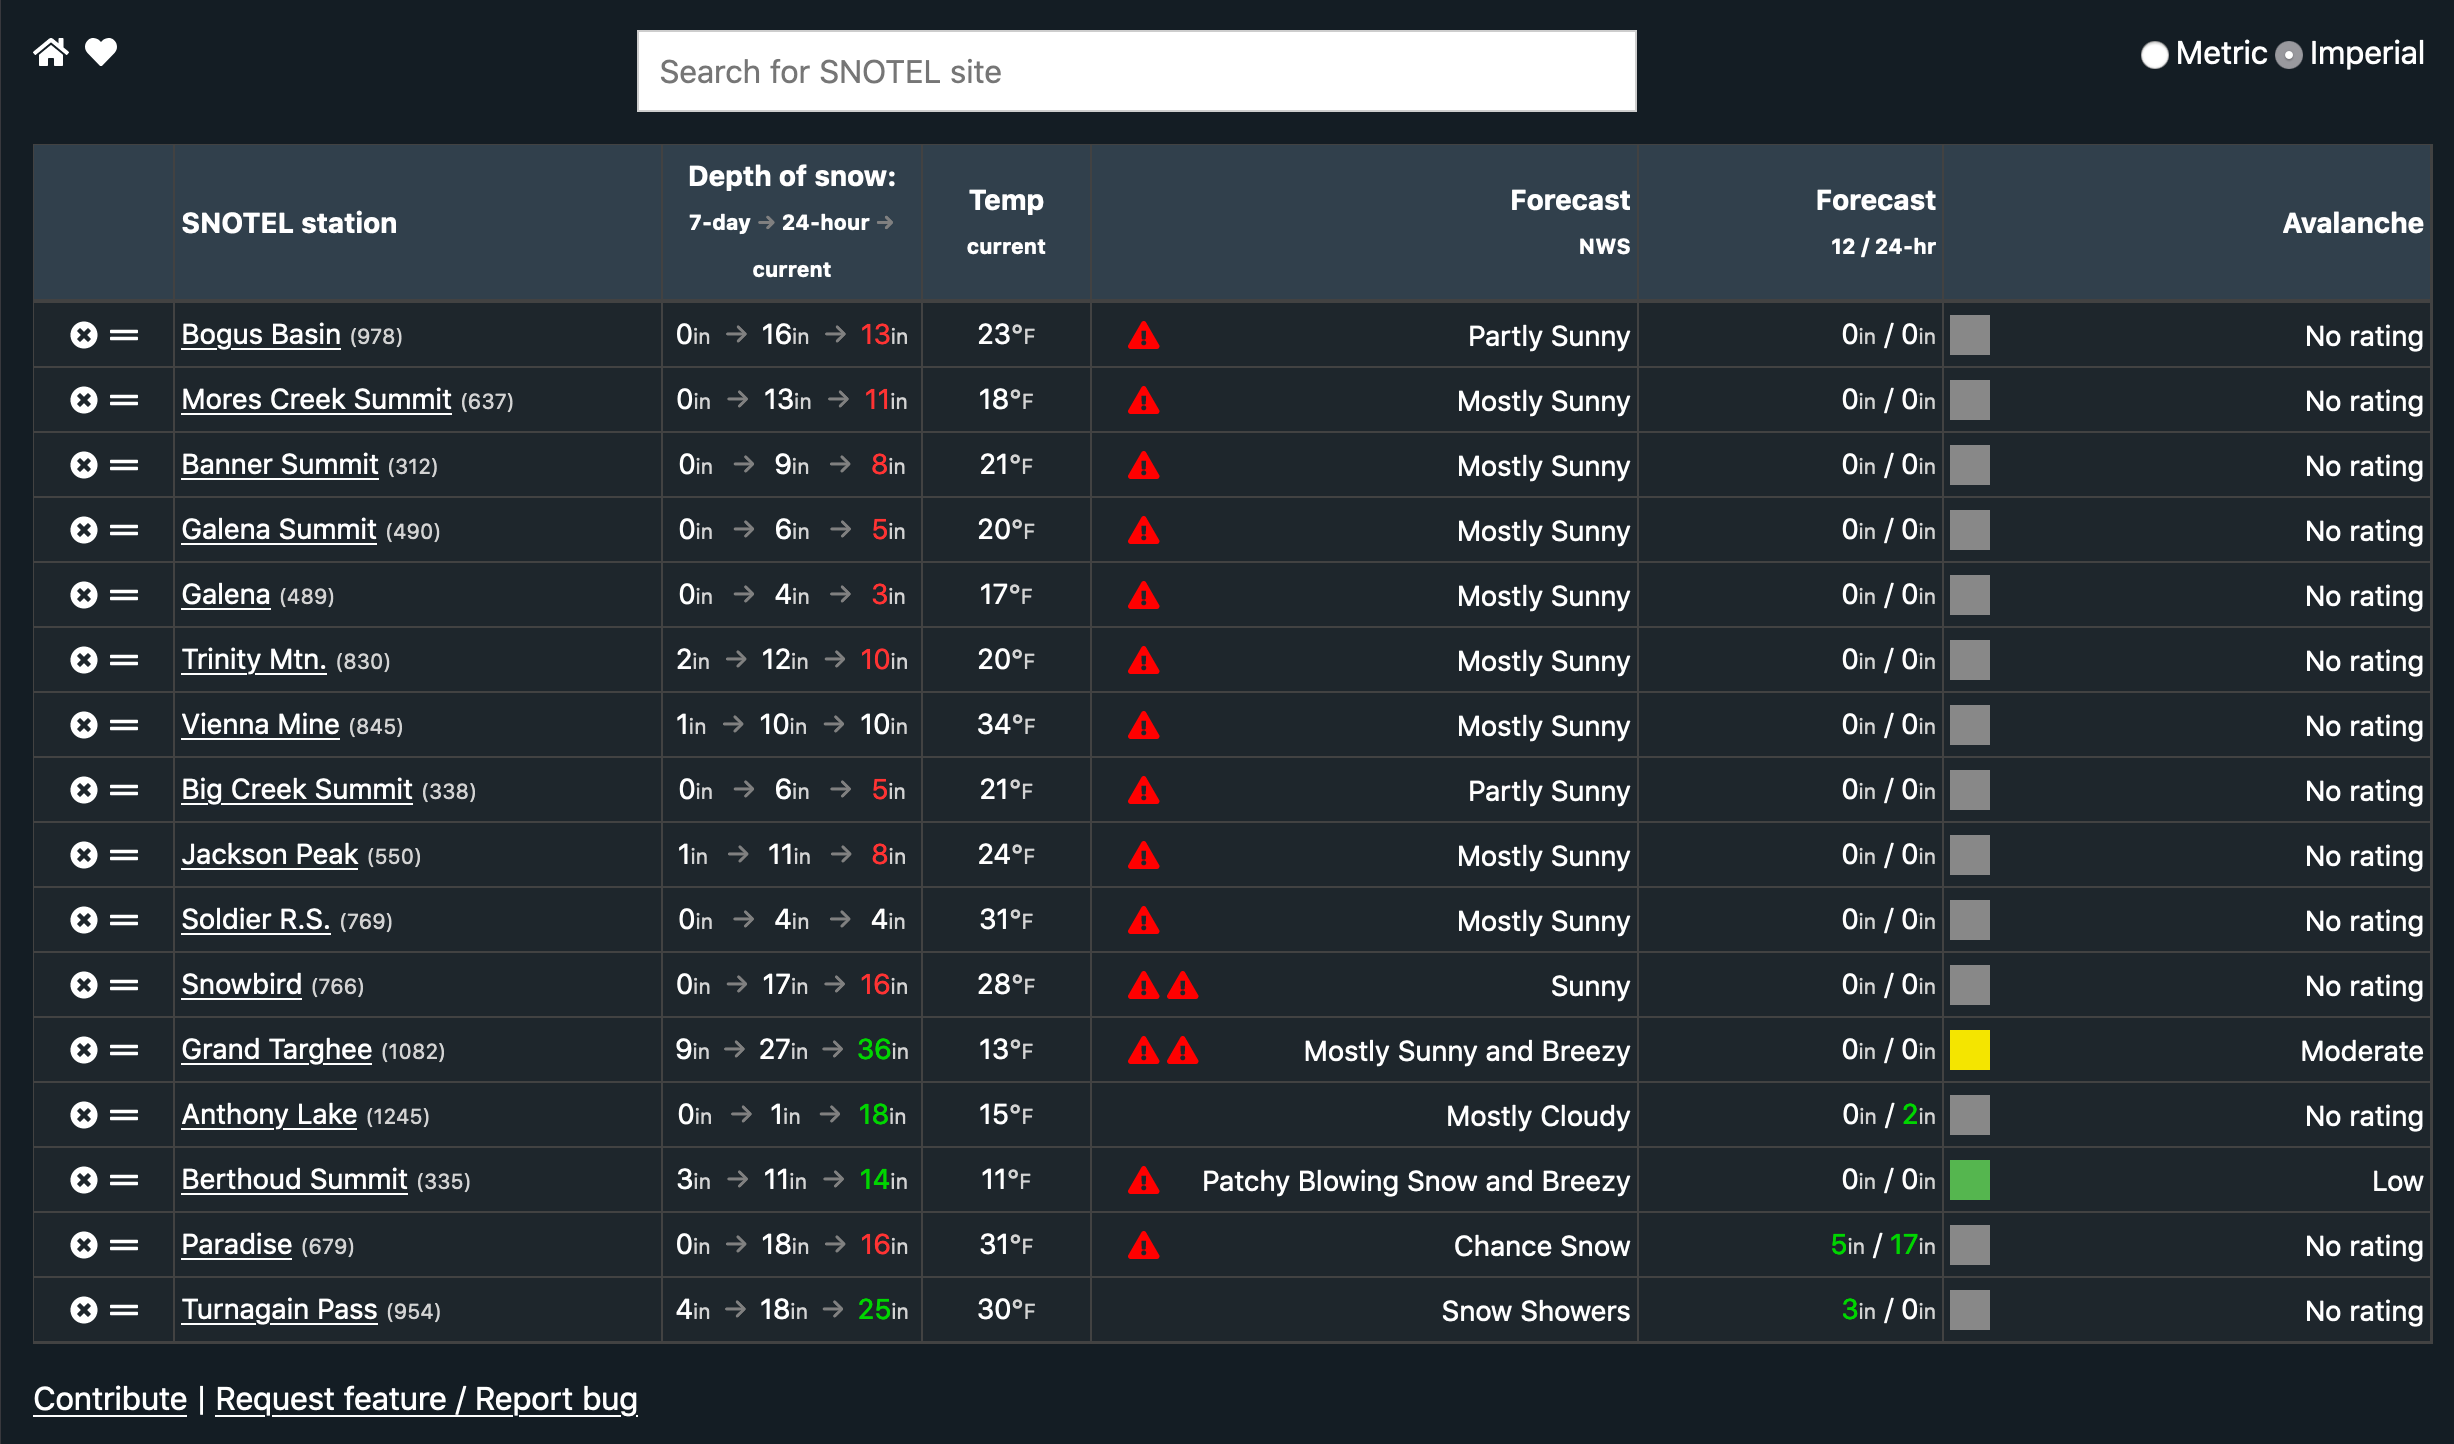 Search for SNOTEL site
Metric Imperial
SNOTEL station
Depth of snow:
7-day → 24-hour →
current
Temp
current
Forecast
NWS
Forecast
12 / 24-hr
Avalanche
Bogus Basin (978) 0in → 16in → 13in 23°F Partly Sunny 0in / 0in No rating
Mores Creek Summit (637) 0in → 13in → 11in 18°F Mostly Sunny 0in / 0in No rating
Banner Summit (312) 0in → 9in → 8in 21°F Mostly Sunny 0in / 0in No rating
Galena Summit (490) 0in → 6in → 5in 20°F Mostly Sunny 0in / 0in No rating
Galena (489) 0in → 4in → 3in 17°F Mostly Sunny 0in / 0in No rating
Trinity Mtn. (830) 2in → 12in → 10in 20°F Mostly Sunny 0in / 0in No rating
Vienna Mine (845) 1in → 10in → 10in 34°F Mostly Sunny 0in / 0in No rating
Big Creek Summit (338) 0in → 6in → 5in 21°F Partly Sunny 0in / 0in No rating
Jackson Peak (550) 1in → 11in → 8in 24°F Mostly Sunny 0in / 0in No rating
Soldier R.S. (769) 0in → 4in → 4in 31°F Mostly Sunny 0in / 0in No rating
Snowbird (766) 0in → 17in → 16in 28°F Sunny 0in / 0in No rating
Grand Targhee (1082) 9in → 27in → 36in 13°F Mostly Sunny and Breezy 0in / 0in Moderate
Anthony Lake (1245) 0in → 1in → 18in 15°F Mostly Cloudy 0in / 2in No rating
Berthoud Summit (335) 3in → 11in → 14in 11°F Patchy Blowing Snow and Breezy 0in / 0in Low
Paradise (679) 0in → 18in → 16in 31°F Chance Snow 5in / 17in No rating
Turnagain Pass (954) 4in → 18in → 25in 30°F Snow Showers 3in / 0in No rating
Contribute | Request feature / Report bug